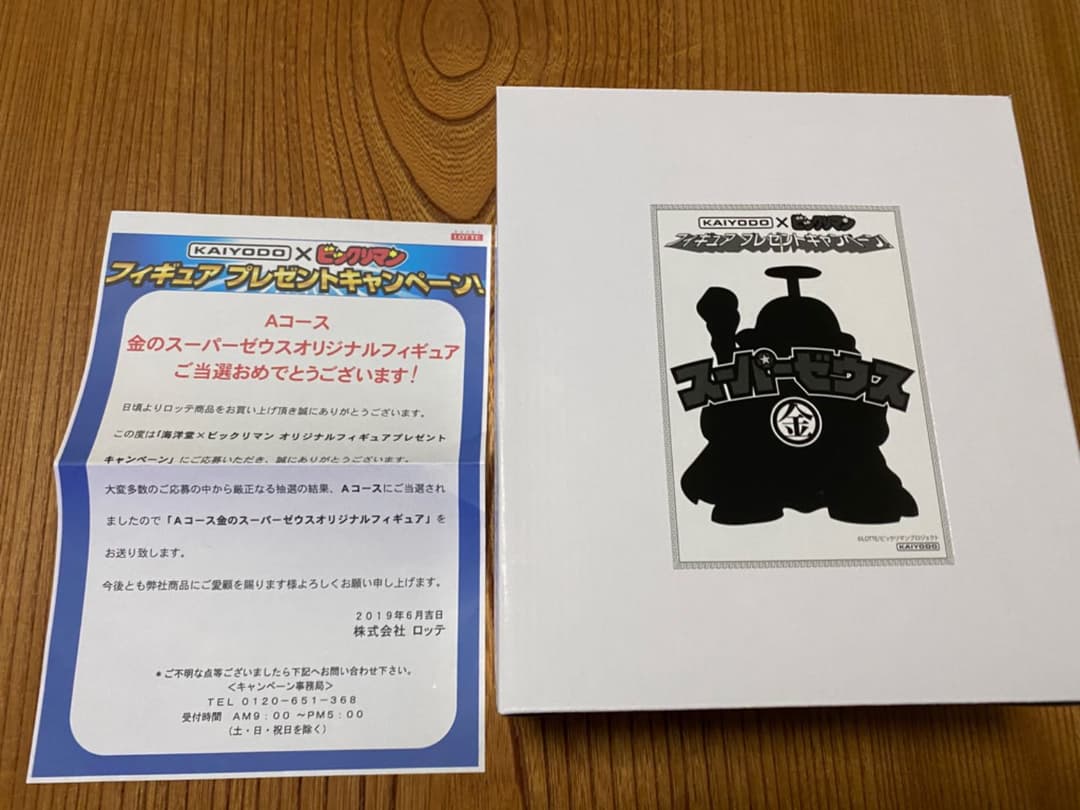 LOTTE
KAIYODO×ビックリマン
フィギュア プレゼントキャンペーン!
Aコース
金のスーパーゼウスオリジナルフィギュア
ご当選おめでとうございます!
日頃よりロッテ商品をお買い上げ頂き誠にありがとうございます。
この度は「海洋堂×ビックリマン オリジナルフィギュアプレゼント
キャンペーン」にご応募いただき、誠にありがとうございます。
大変多数のご応募の中から厳正なる抽選の結果、Aコースにご当選され
ましたので「Aコース金のスーパーゼウスオリジナルフィギュア」を
お送り致します。
今後とも弊社商品にご愛顧を賜ります様よろしくお願い申し上げます。
2019年6月吉日
株式会社 ロッテ
*ご不明な点等ございましたら下記へお問い合わせ下さい。
<キャンペーン事務局>
TEL 0120-651-368
受付時間 AM9:00 ~PM5:00
(土・日・祝日を除く)
KAIYODO×ビックリマン
フィギュア プレゼントキャンペーン!
スーパーゼウス
金
©LOTTE/ビックリマンプロジェクト
KAIYODO